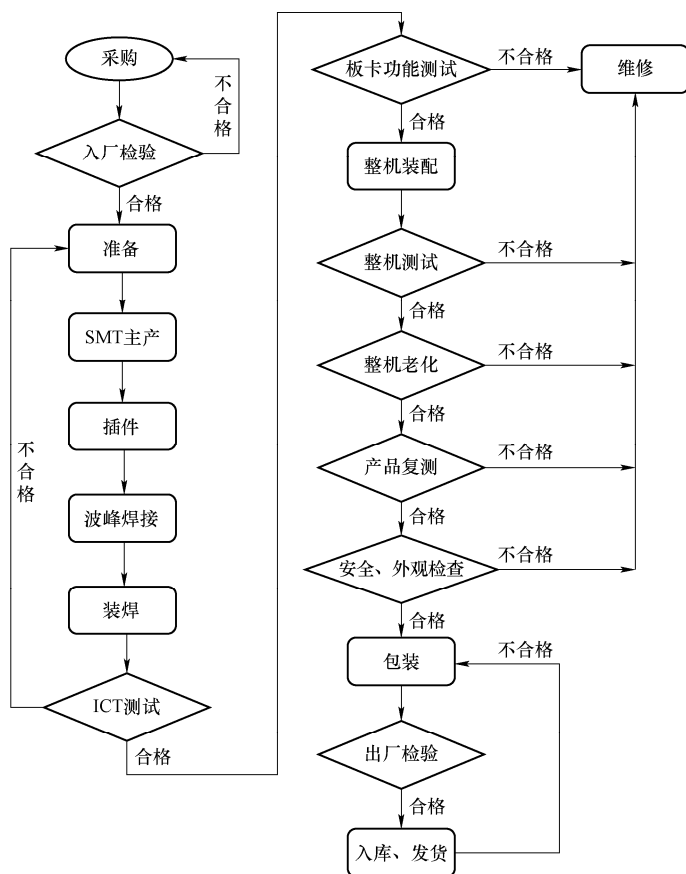 采购
不合格
入厂检验
合格
准备
SMT主产
插件
不合格
波峰焊接
装焊
ICT测试
合格
板卡功能测试
不合格
维修
合格
整机装配
整机测试
不合格
合格
整机老化
不合格
合格
产品复测
不合格
合格
安全、外观检查
不合格
合格
包装
不合格
出厂检验
合格
入库、发货